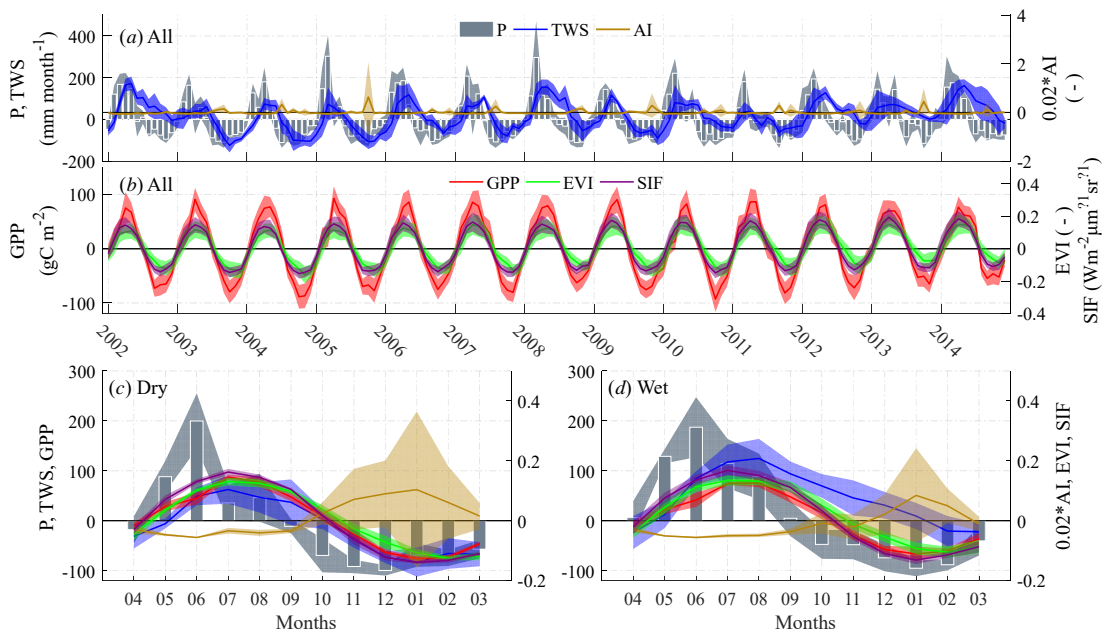 (a) All
P TWS AI
400
200
0
-200
P, TWS
(mm month-1)
4
2
0
-2
0.02*AI
( - )
(b) All
GPP EVI SIF
100
0
-100
GPP
(gC m-2)
0.4
0.2
0
-0.2
-0.4
EVI ( - )
SIF (Wm-2μm?1sr?1)
2002 2003 2004 2005 2006 2007 2008 2009 2010 2011 2012 2013 2014
(c) Dry
300
200
100
0
-100
P, TWS, GPP
0.4
0.2
0
-0.2
04 05 06 07 08 09 10 11 12 01 02 03
Months
(d) Wet
300
200
100
0
-100
0.4
0.2
0
-0.2
0.02* AI, EVI, SIF
04 05 06 07 08 09 10 11 12 01 02 03
Months